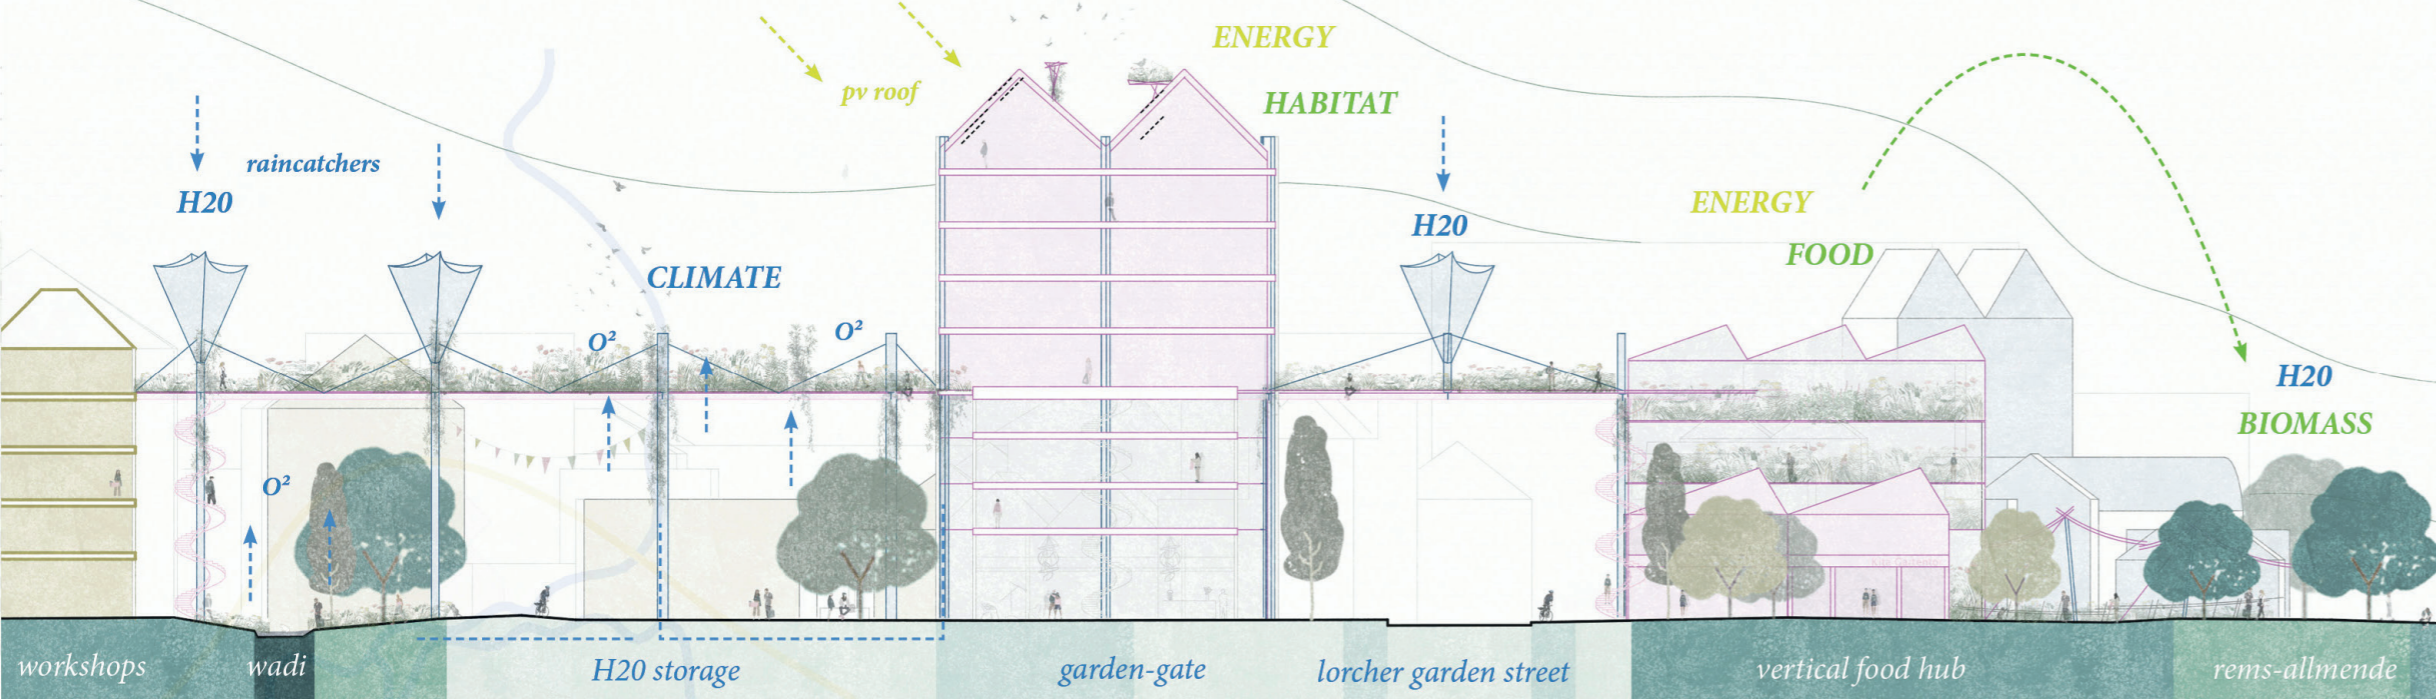 ENERGY
pv roof
HABITAT
raincatchers
H20
H20
ENERGY
FOOD
CLIMATE
O²
O²
H20
BIOMASS
O²
workshops
wadi
H20 storage
garden-gate
lorcher garden street
vertical food hub
rems-allmende